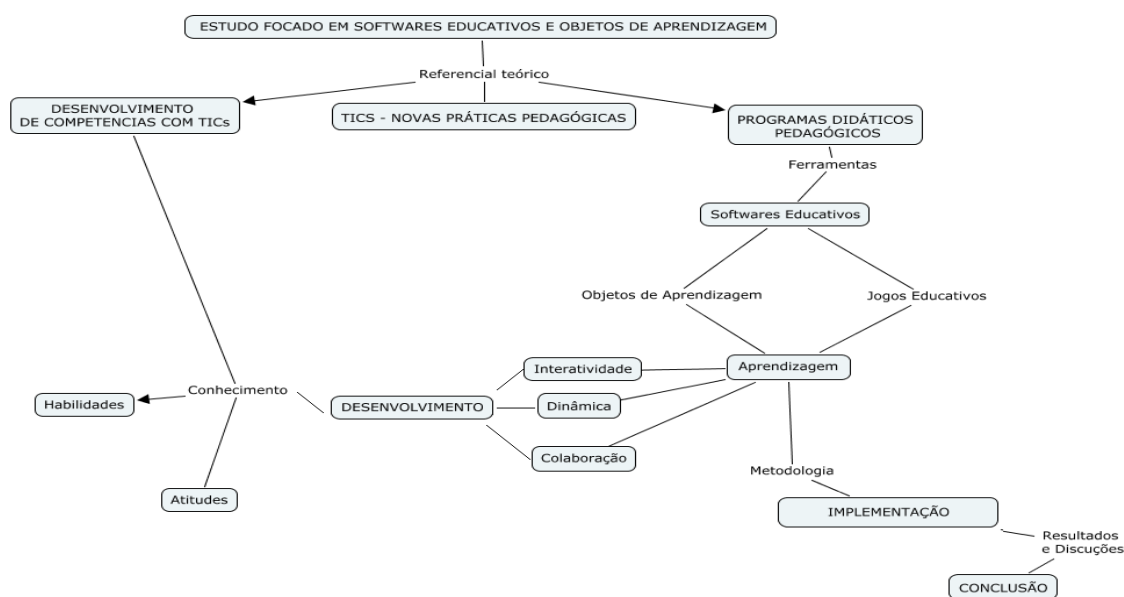 ESTUDO FOCADO EM SOFTWARES EDUCATIVOS E OBJETOS DE APRENDIZAGEM
Referencial teórico
DESENVOLVIMENTO
DE COMPETENCIAS COM TICs
TICS - NOVAS PRÁTICAS PEDAGÓGICAS
PROGRAMAS DIDÁTICOS
PEDAGÓGICOS
Ferramentas
Softwares Educativos
Objetos de Aprendizagem
Jogos Educativos
Interatividade
Aprendizagem
Conhecimento
Habilidades
DESENVOLVIMENTO
Dinâmica
Colaboração
Metodologia
Atitudes
IMPLEMENTAÇÃO
Resultados
e Discuções
CONCLUSÃO